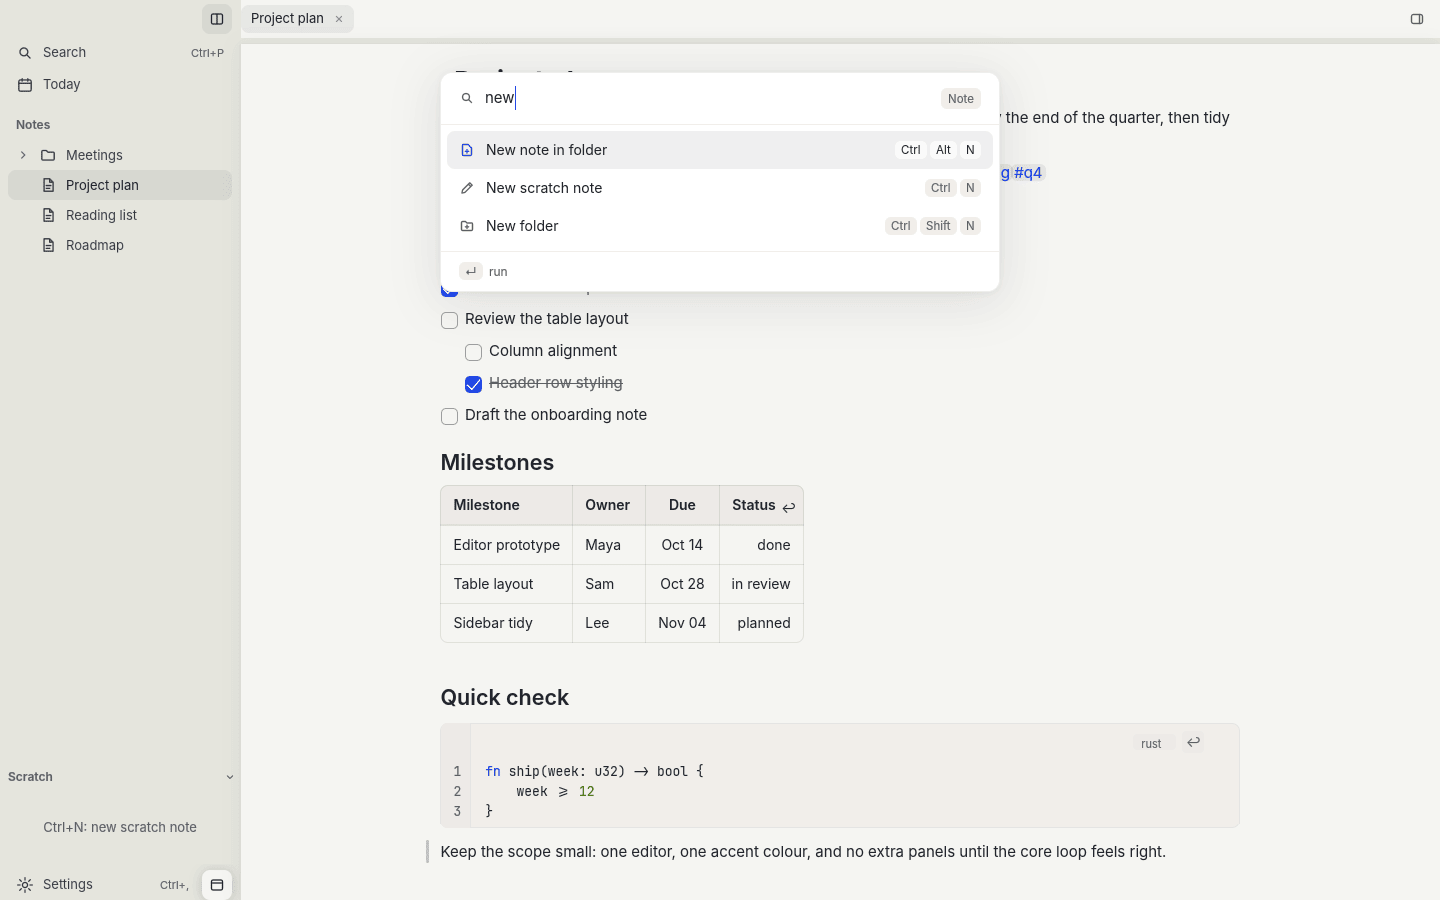 Project plan
Search Ctrl+P
Today
Notes
Meetings
Project plan
Reading list
Roadmap
Scratch
Ctrl+N: new scratch note
Settings Ctrl+,
new Note
New note in folder Ctrl Alt N
New scratch note Ctrl N
New folder Ctrl Shift N
run
the end of the quarter, then tidy
#q4
Review the table layout
Column alignment
Header row styling
Draft the onboarding note
Milestones
Milestone Owner Due Status
Editor prototype Maya Oct 14 done
Table layout Sam Oct 28 in review
Sidebar tidy Lee Nov 04 planned
Quick check
rust
1 fn ship(week: u32) -> bool {
2 week >= 12
3 }
Keep the scope small: one editor, one accent colour, and no extra panels until the core loop feels right.